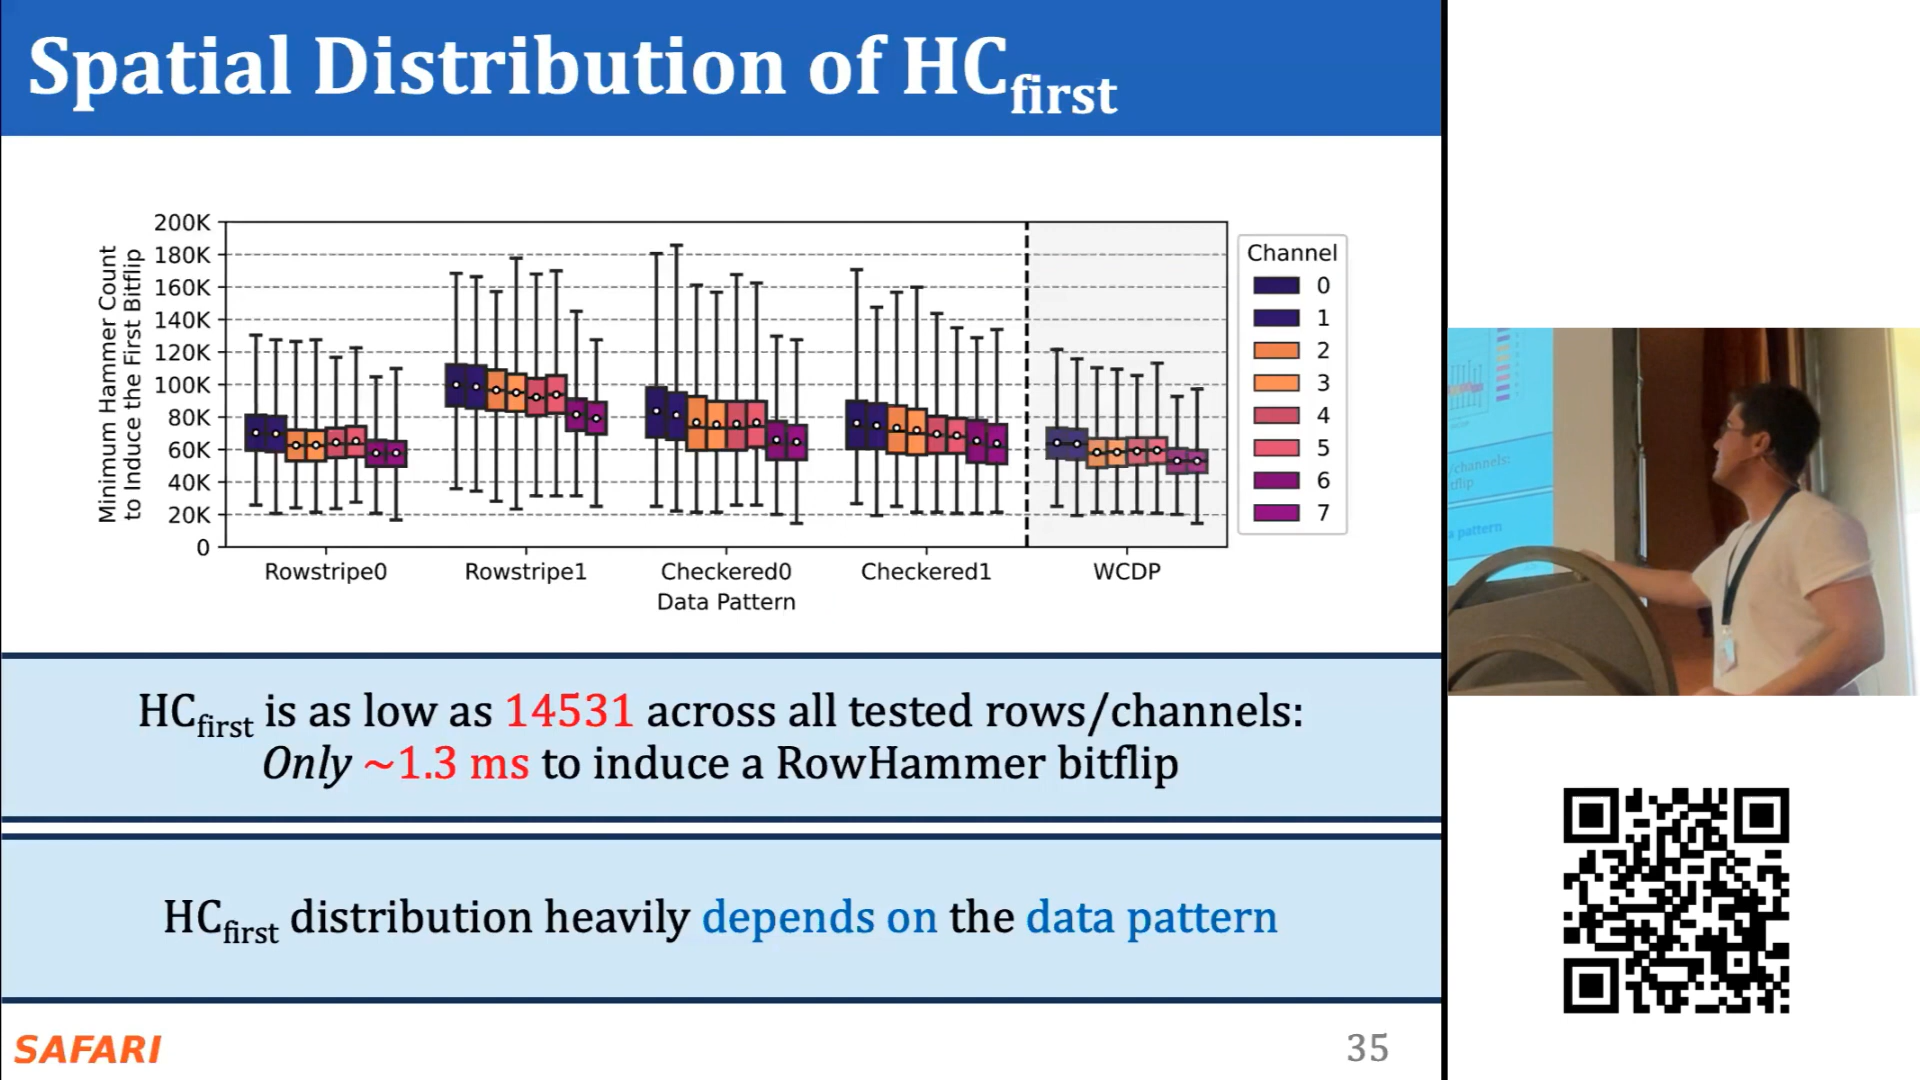 Spatial Distribution of HCfirst
Minimum Hammer Count
to Induce the First Bitflip
200K
180K
160K
140K
120K
100K
80K
60K
40K
20K
0
Rowstripe0
Rowstripe1
Checkered0
Checkered1
WCDP
Data Pattern
Channel
0
1
2
3
4
5
6
7
HCfirst is as low as 14531 across all tested rows/channels:
Only ~1.3 ms to induce a RowHammer bitflip
HCfirst distribution heavily depends on the data pattern
SAFARI
35
channels:
flip
a pattern